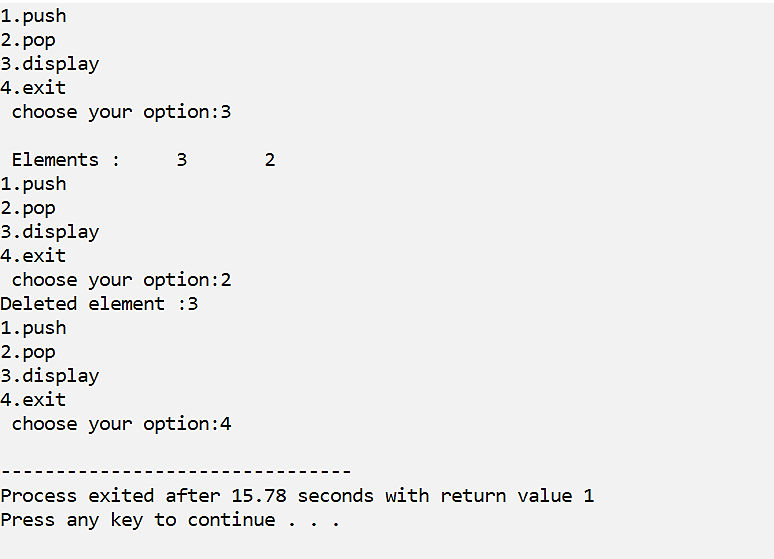 1.push
2.pop
3.display
4.exit
 choose your option:3
 Elements :     3       2
1.push
2.pop
3.display
4.exit
 choose your option:2
Deleted element :3
1.push
2.pop
3.display
4.exit
 choose your option:4
--------------------------------
Process exited after 15.78 seconds with return value 1
Press any key to continue . . .